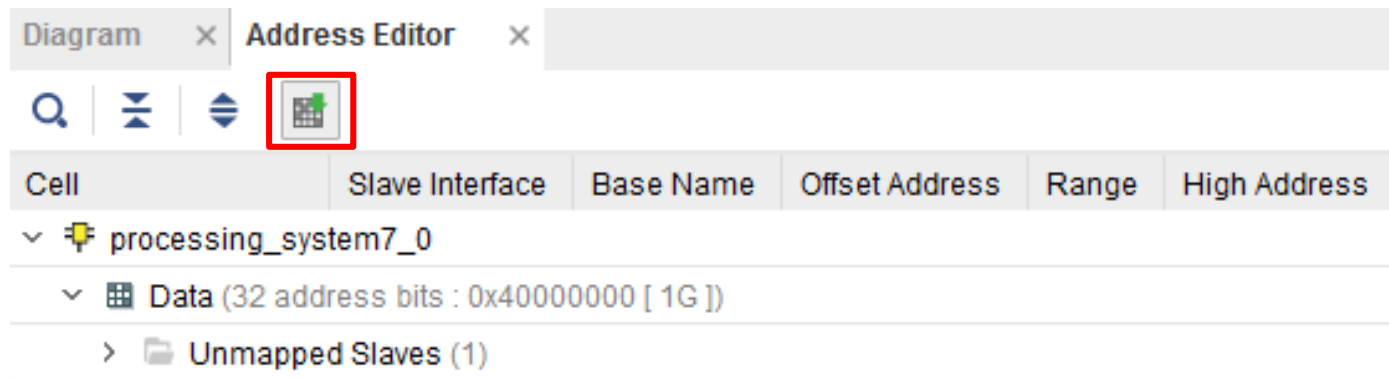 Diagram × Address Editor ×
Cell Slave Interface Base Name Offset Address Range High Address
processing_system7_0
Data (32 address bits : 0x40000000 [ 1G ])
Unmapped Slaves (1)